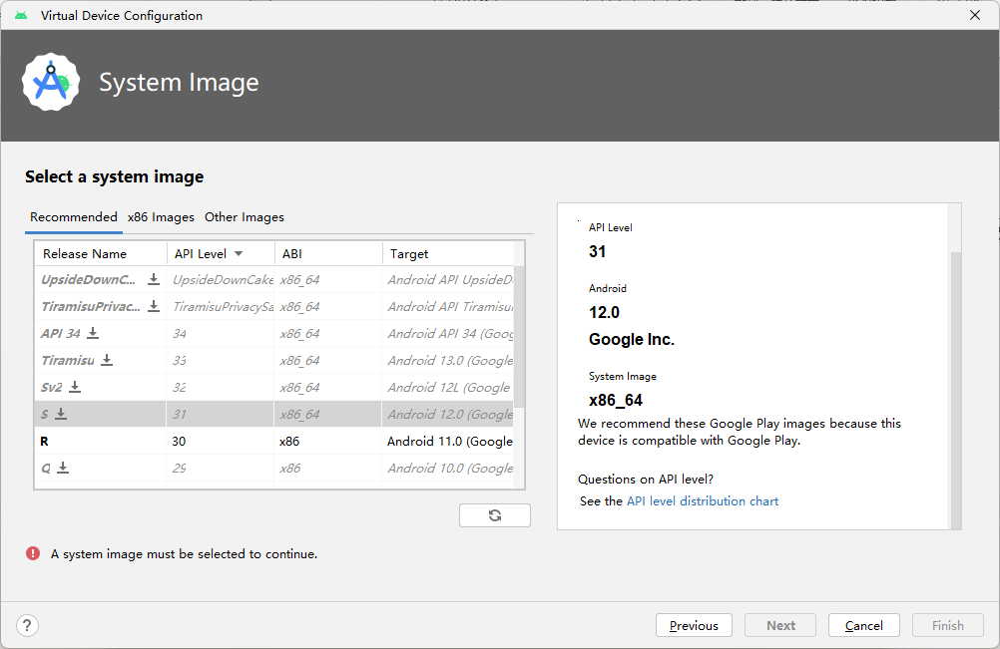 Virtual Device Configuration
System Image
Select a system image
Recommended x86 Images Other Images
Release Name API Level ABI Target
UpsideDownC... UpsideDownCake x86_64 Android API UpsideD
TiramisuPrivac... TiramisuPrivacySa x86_64 Android API Tiramisu
API 34 34 x86_64 Android API 34 (Goog
Tiramisu 33 x86_64 Android 13.0 (Google
Sv2 32 x86_64 Android 12L (Google
S 31 x86_64 Android 12.0 (Google
R 30 x86 Android 11.0 (Google
Q 29 x86 Android 10.0 (Google
API Level
31
Android
12.0
Google Inc.
System Image
x86_64
We recommend these Google Play images because this
device is compatible with Google Play.
Questions on API level?
See the API level distribution chart
A system image must be selected to continue.
? Previous Next Cancel Finish